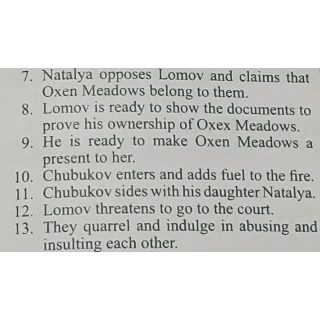 7. Natalya opposes Lomov and claims that
Oxen Meadows belong to them.
8. Lomov is ready to show the documents to
prove his ownership of Oxex Meadows.
9. He is ready to make Oxen Meadows a
present to her.
10. Chubukov enters and adds fuel to the fire.
11. Chubukov sides with his daughter Natalya.
12. Lomov threatens to go to the court.
13. They quarrel and indulge in abusing and
insulting each other.